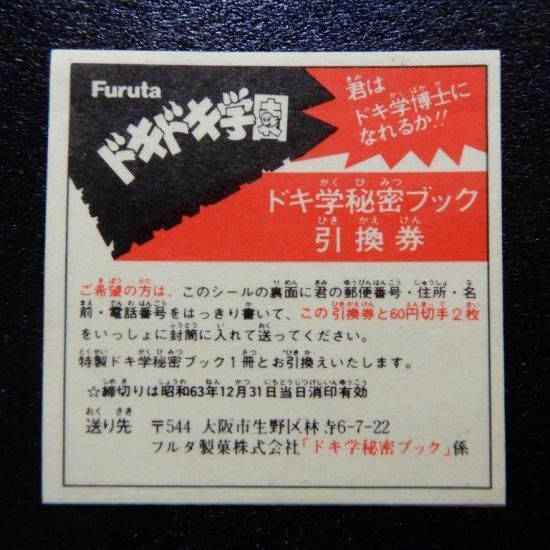 Furuta
ドキドキ学園
君は
ドキ学博士に
なれるか!!
ドキ学秘密ブック
引換券
ご希望の方は、このシールの裏面に君の郵便番号・住所・名
前・電話番号をはっきり書いて、この引換券と60円切手2枚
をいっしょに封筒に入れて送ってください。
特製ドキ学秘密ブック1冊とお引換えいたします。
☆締切りは昭和63年12月31日当日消印有効
送り先 〒544 大阪市生野区林寺6-7-22
フルタ製菓株式会社「ドキ学秘密ブック」係